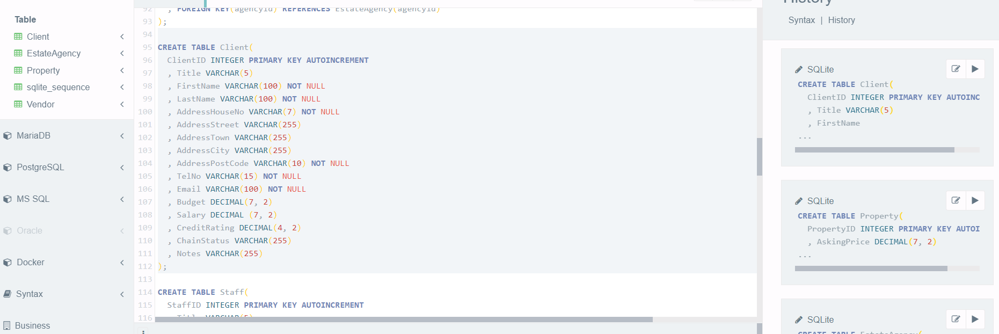 Table
Client
EstateAgency
Property
sqlite_sequence
Vendor
MariaDB
PostgreSQL
MS SQL
Oracle
Docker
Syntax
Business
92 , FOREIGN KEY(agencyId) REFERENCES EstateAgency(agencyId)
93 );
94
95 CREATE TABLE Client(
96 ClientID INTEGER PRIMARY KEY AUTOINCREMENT
97 , Title VARCHAR(5)
98 , FirstName VARCHAR(100) NOT NULL
99 , LastName VARCHAR(100) NOT NULL
100 , AddressHouseNo VARCHAR(7) NOT NULL
101 , AddressStreet VARCHAR(255)
102 , AddressTown VARCHAR(255)
103 , AddressCity VARCHAR(255)
104 , AddressPostCode VARCHAR(10) NOT NULL
105 , TelNo VARCHAR(15) NOT NULL
106 , Email VARCHAR(100) NOT NULL
107 , Budget DECIMAL(7, 2)
108 , Salary DECIMAL (7, 2)
109 , CreditRating DECIMAL(4, 2)
110 , ChainStatus VARCHAR(255)
111 , Notes VARCHAR(255)
112 );
113
114 CREATE TABLE Staff(
115 StaffID INTEGER PRIMARY KEY AUTOINCREMENT
116 , Title VARCHAR(5)
History
Syntax | History
SQLite
CREATE TABLE Client(
ClientID INTEGER PRIMARY KEY AUTOINC
, Title VARCHAR(5)
, FirstName
...
SQLite
CREATE TABLE Property(
PropertyID INTEGER PRIMARY KEY AUTOI
, AskingPrice DECIMAL(7, 2)
...
SQLite
CREATE TABLE EstateAgency(